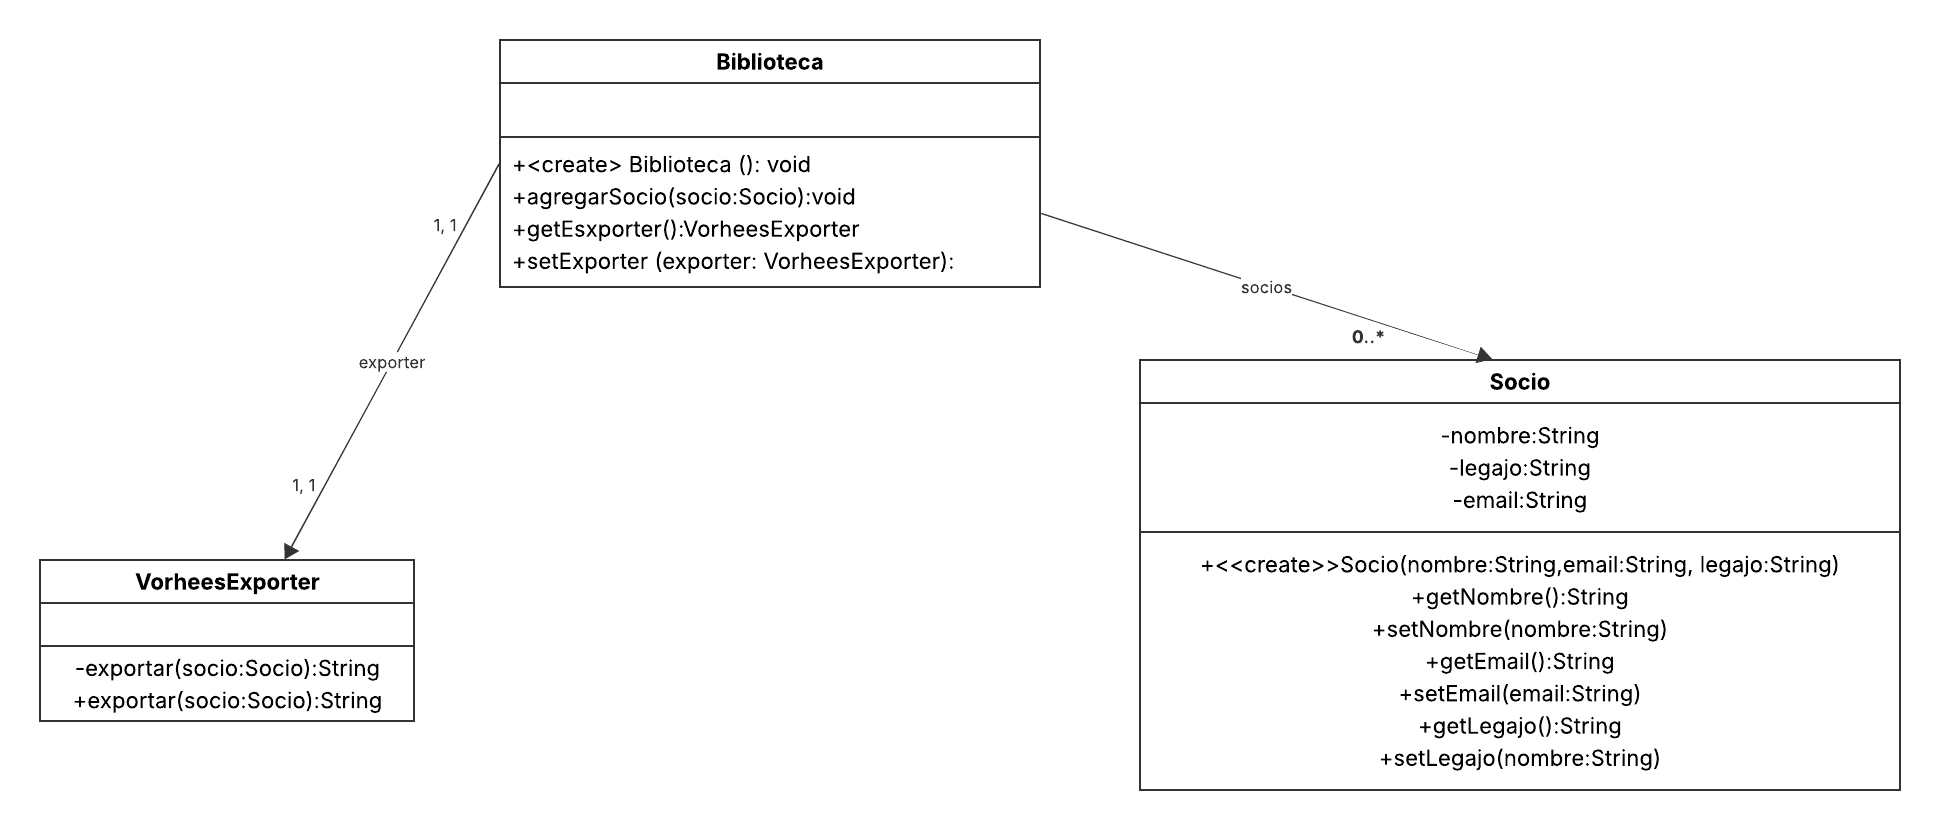 Biblioteca
+<create> Biblioteca (): void
+agregarSocio(socio:Socio):void
+getEsxporter():VorheesExporter
+setExporter (exporter: VorheesExporter):
1, 1
exporter
1, 1
socios
0..*
VorheesExporter
-exportar(socio:Socio):String
+exportar(socio:Socio):String
Socio
-nombre:String
-legajo:String
-email:String
+<<create>>Socio(nombre:String,email:String, legajo:String)
+getNombre():String
+setNombre(nombre:String)
+getEmail():String
+setEmail(email:String)
+getLegajo():String
+setLegajo(nombre:String)